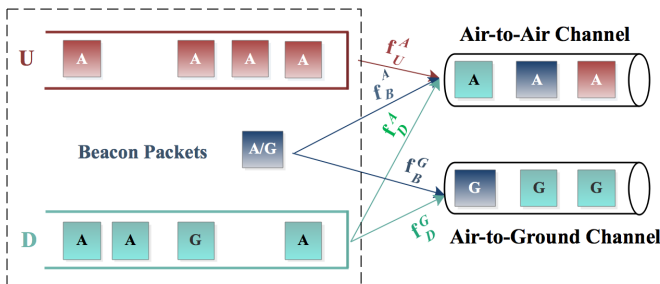 Air-to-Air Channel
U A A A A
f_U^A
f_B^A
A A A
f_D^A
Beacon Packets A/G
f_B^G
G G G
f_D^G
D A A G A
Air-to-Ground Channel